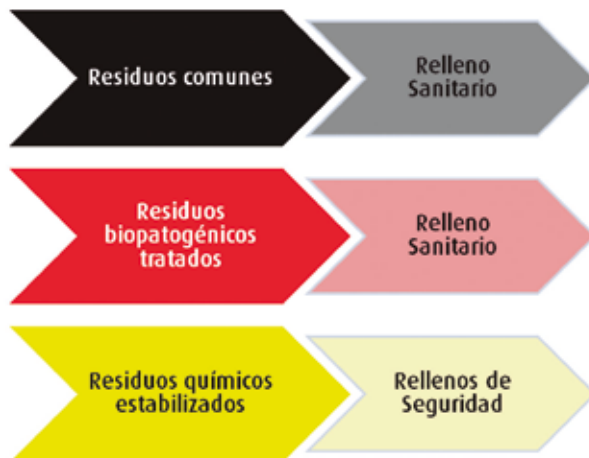 Residuos comunes
Relleno
Sanitario
Residuos
biopatogénicos
tratados
Relleno
Sanitario
Residuos químicos
estabilizados
Rellenos de
Seguridad